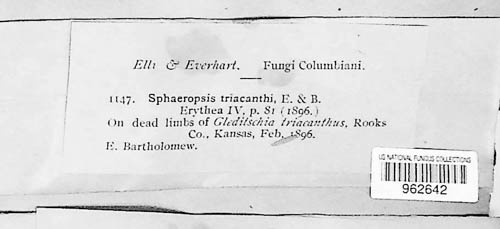 Elli & Everhart. Fungi Columbiani.
1147. Sphaeropsis triacanthi, E. & B.
Erythea IV, p. 81 (1896.)
On dead limbs of Gleditschia triacanthus, Rooks
Co., Kansas, Feb, 1896.
E. Bartholomew.
US NATIONAL FUNGUS COLLECTIONS
962642